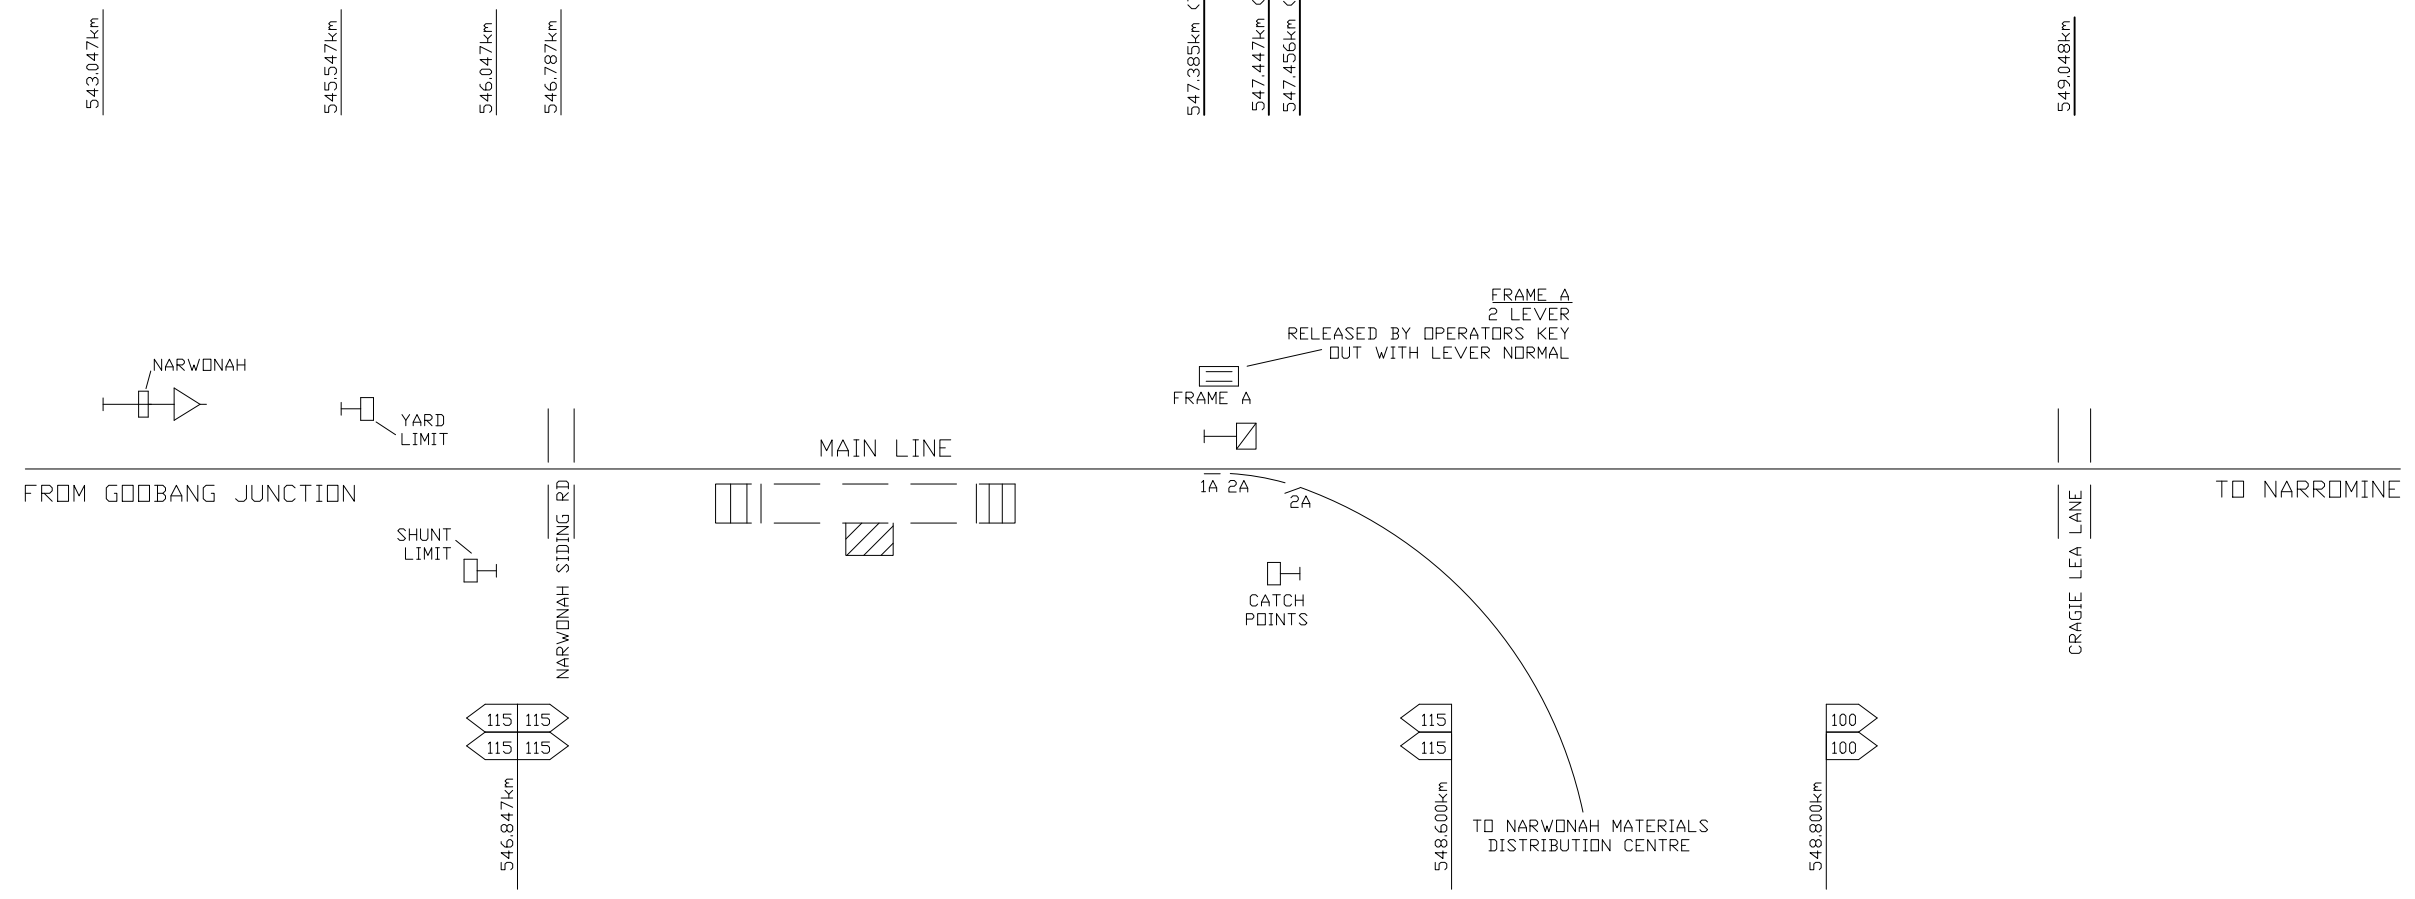 543.047km
545.547km
546.047km
546.787km
547.385km (
547.447km (
547.456km (
549.048km
FRAME A
2 LEVER
RELEASED BY OPERATORS KEY
OUT WITH LEVER NORMAL
NARWONAH
FRAME A
YARD
LIMIT
MAIN LINE
FROM GOOBANG JUNCTION
1A 2A
2A
TO NARROMINE
SHUNT
LIMIT
NARWONAH SIDING RD
CATCH
POINTS
CRAGIE LEA LANE
115 115
115 115
546.847km
115
115
548.600km
100
100
548.800km
TO NARWONAH MATERIALS
DISTRIBUTION CENTRE